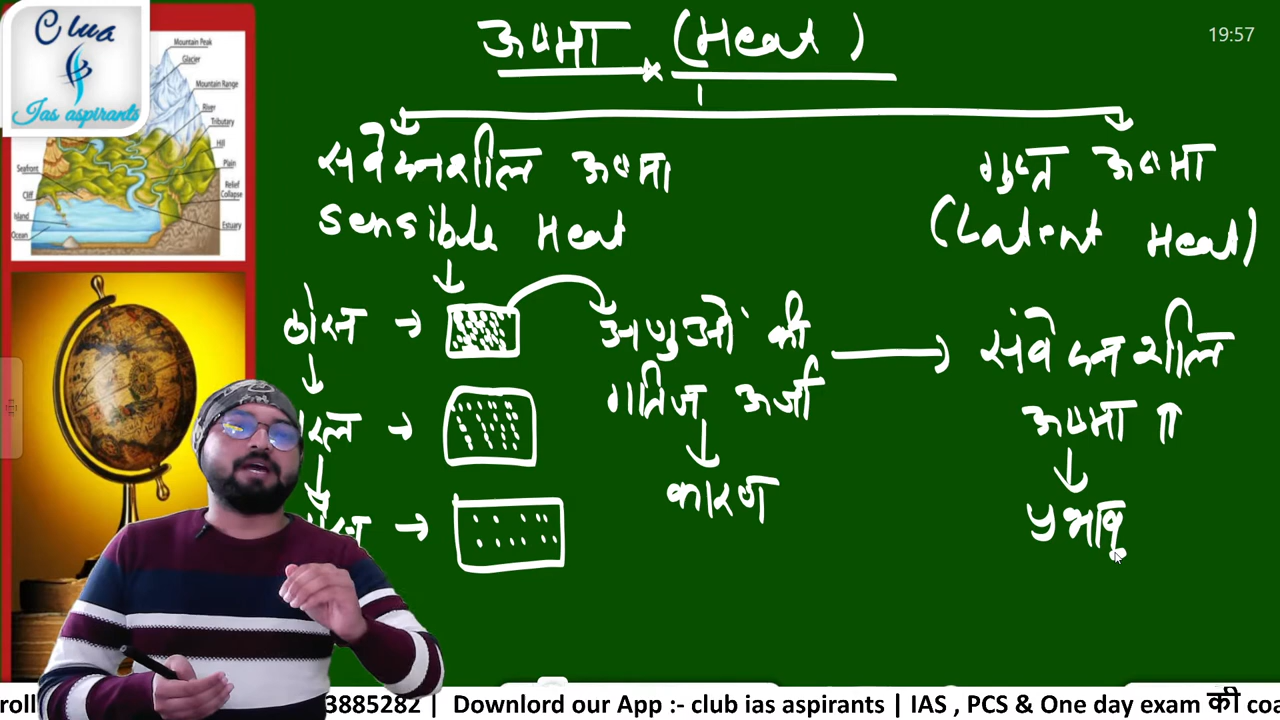 Clua
Ias aspirants
Mountain Peak
Glacier
Mountain Range
River
Tributary
Hill
Plain
Relief
Collapse
Estuary
Seafront
Cliff
Island
Ocean
19:57
ऊष्मा (Heat)
संवेदनशील ऊष्मा
Sensible Heat
गुप्त ऊष्मा
(Latent Heat)
ठोस →
अणुओं की
गतिज ऊर्जा
कारण
→ संवेदनशील
ऊष्मा ⇑
प्रभाव
3885282 | Downlord our App :- club ias aspirants | IAS , PCS & One day exam की